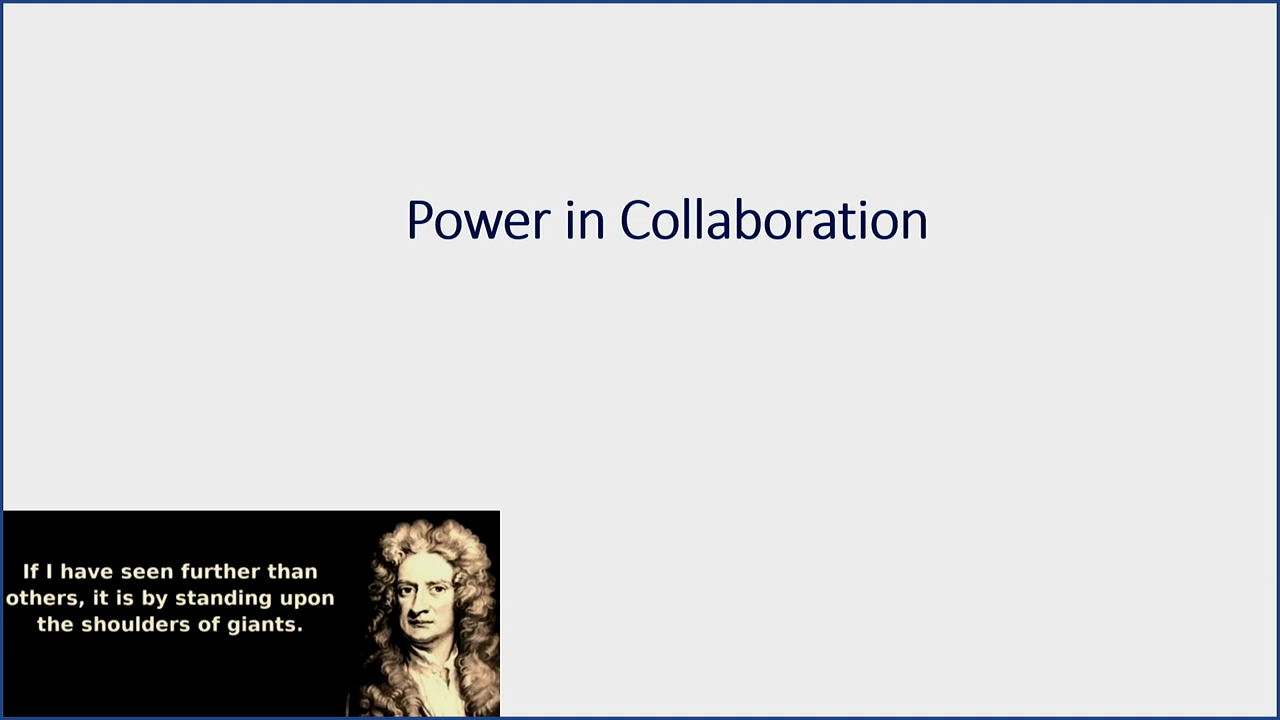 Power in Collaboration
If I have seen further than
others, it is by standing upon
the shoulders of giants.